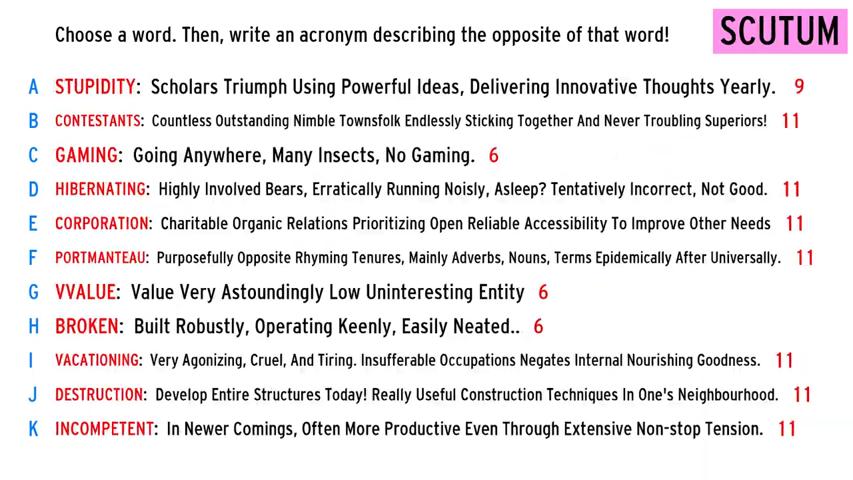 Choose a word. Then, write an acronym describing the opposite of that word!
SCUTUM
A STUPIDITY: Scholars Triumph Using Powerful Ideas, Delivering Innovative Thoughts Yearly. 9
B CONTESTANTS: Countless Outstanding Nimble Townsfolk Endlessly Sticking Together And Never Troubling Superiors! 11
C GAMING: Going Anywhere, Many Insects, No Gaming. 6
D HIBERNATING: Highly Involved Bears, Erratically Running Noisly, Asleep? Tentatively Incorrect, Not Good. 11
E CORPORATION: Charitable Organic Relations Prioritizing Open Reliable Accessibility To Improve Other Needs 11
F PORTMANTEAU: Purposefully Opposite Rhyming Tenures, Mainly Adverbs, Nouns, Terms Epidemically After Universally. 11
G VVALUE: Value Very Astoundingly Low Uninteresting Entity 6
H BROKEN: Built Robustly, Operating Keenly, Easily Neated.. 6
I VACATIONING: Very Agonizing, Cruel, And Tiring. Insufferable Occupations Negates Internal Nourishing Goodness. 11
J DESTRUCTION: Develop Entire Structures Today! Really Useful Construction Techniques In One's Neighbourhood. 11
K INCOMPETENT: In Newer Comings, Often More Productive Even Through Extensive Non-stop Tension. 11